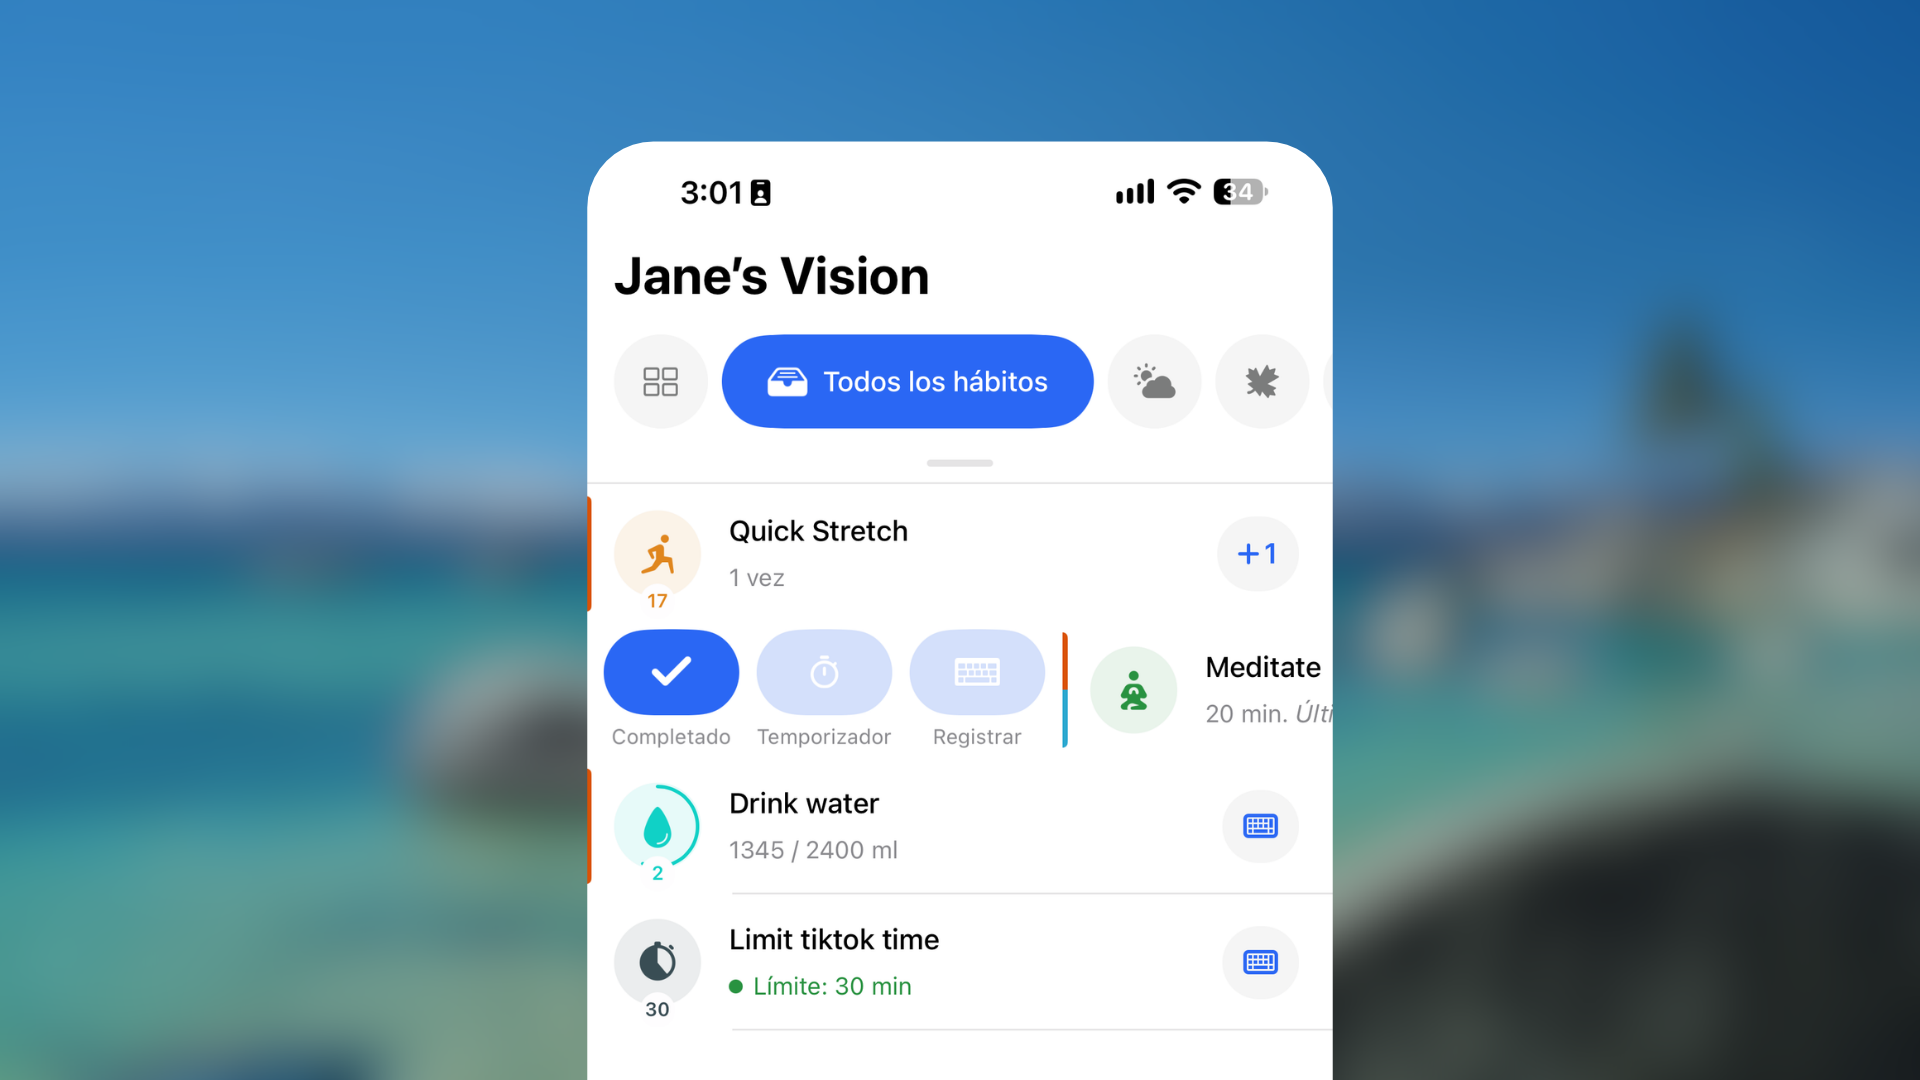 3:01
34
Jane's Vision
Todos los hábitos
Quick Stretch
1 vez
+1
17
Completado
Temporizador
Registrar
Meditate
20 min. Últi
Drink water
1345 / 2400 ml
2
Limit tiktok time
Límite: 30 min
30